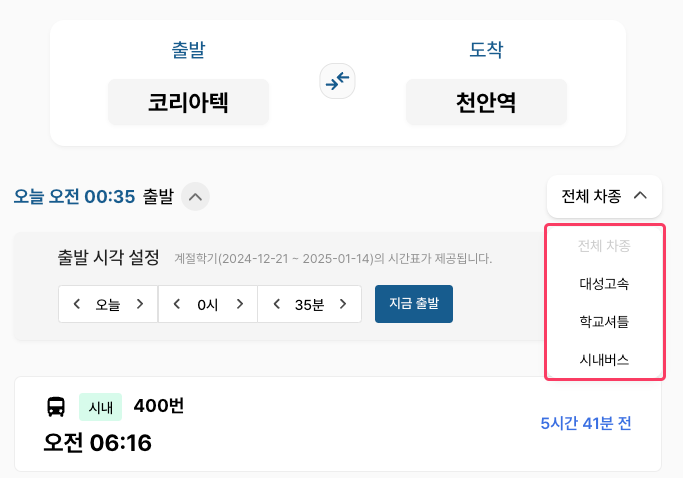 출발
도착
코리아텍
천안역
오늘 오전 00:35 출발
전체 차종
출발 시각 설정 계절학기(2024-12-21 ~ 2025-01-14)의 시간표가 제공됩니다.
오늘
0시
35분
지금 출발
전체 차종
대성고속
학교셔틀
시내버스
시내 400번
오전 06:16
5시간 41분 전